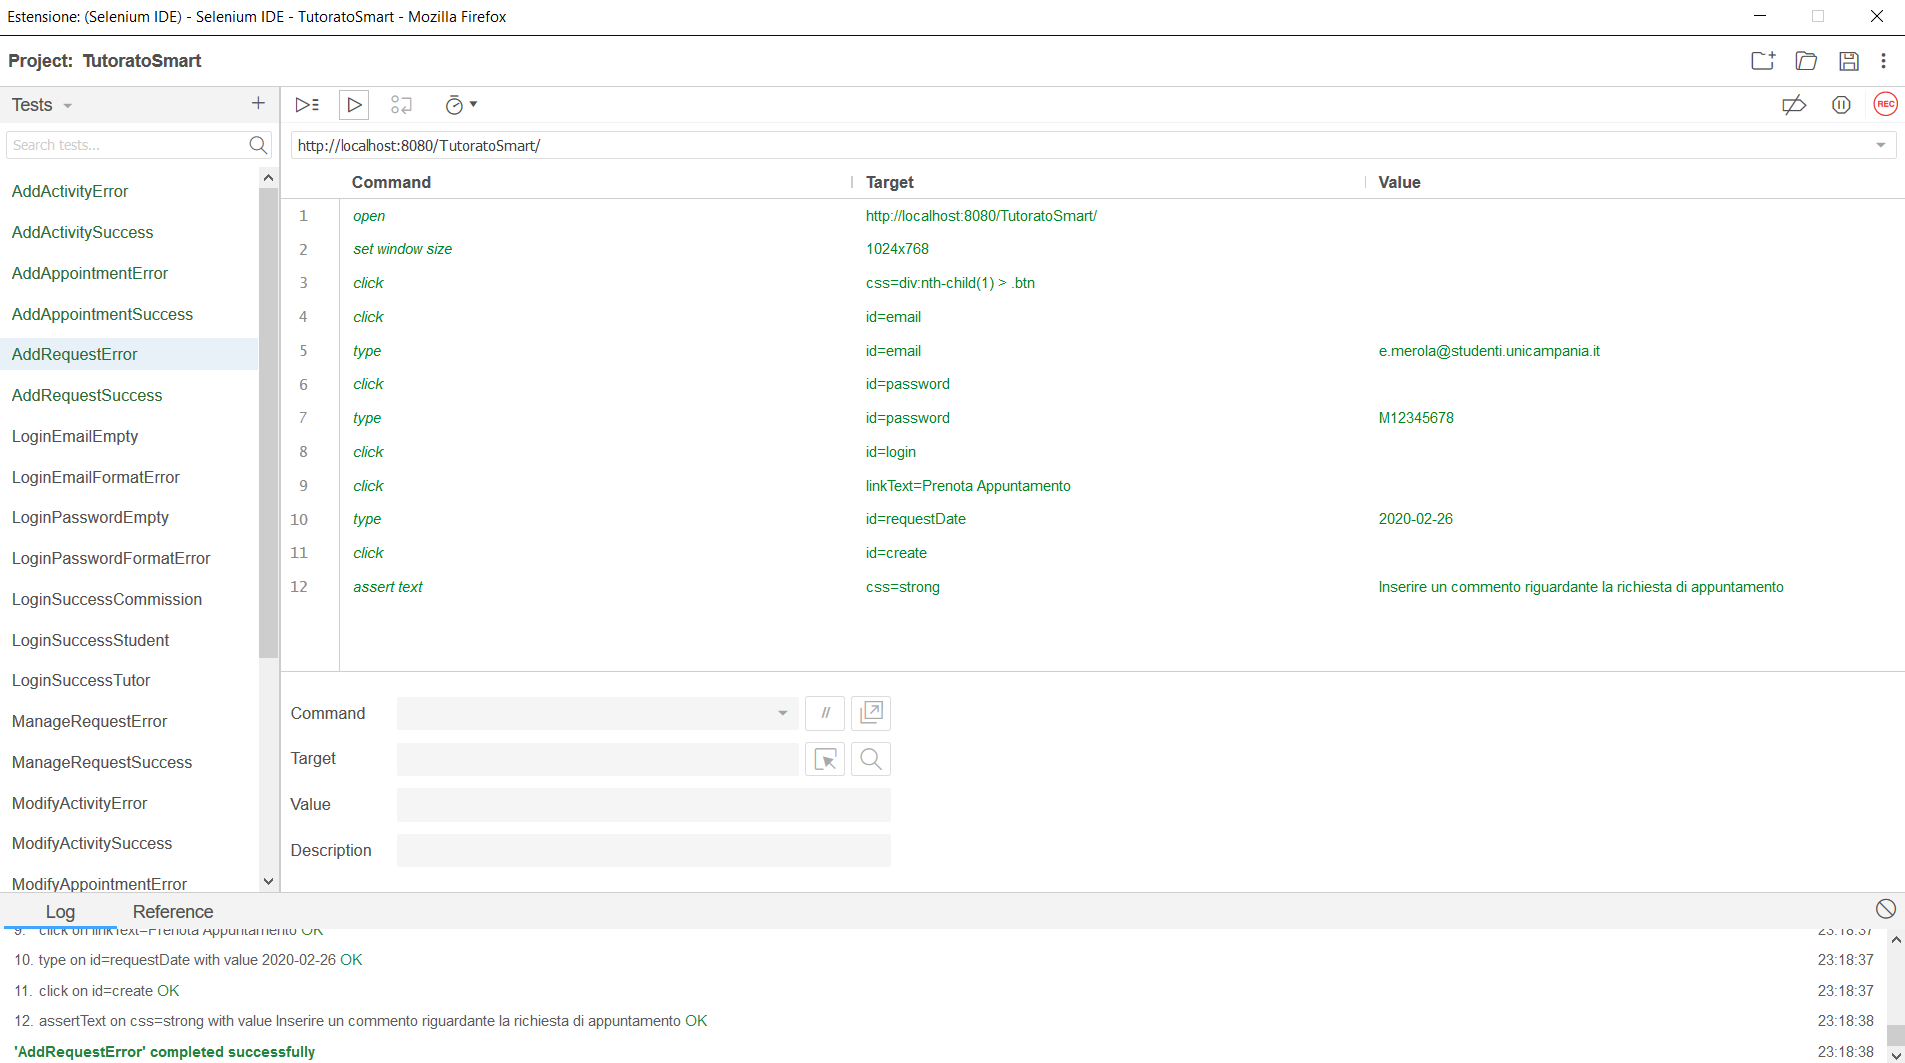 Estensione: (Selenium IDE) - Selenium IDE - TutoratoSmart - Mozilla Firefox
Project: TutoratoSmart
Tests
REC
Search tests...
http://localhost:8080/TutoratoSmart/
Command Target Value
AddActivityError
AddActivitySuccess
AddAppointmentError
AddAppointmentSuccess
AddRequestError
AddRequestSuccess
LoginEmailEmpty
LoginEmailFormatError
LoginPasswordEmpty
LoginPasswordFormatError
LoginSuccessCommission
LoginSuccessStudent
LoginSuccessTutor
ManageRequestError
ManageRequestSuccess
ModifyActivityError
ModifyActivitySuccess
ModifyAppointmentError
1 open http://localhost:8080/TutoratoSmart/
2 set window size 1024x768
3 click css=div:nth-child(1) > .btn
4 click id=email
5 type id=email e.merola@studenti.unicampania.it
6 click id=password
7 type id=password M12345678
8 click id=login
9 click linkText=Prenota Appuntamento
10 type id=requestDate 2020-02-26
11 click id=create
12 assert text css=strong Inserire un commento riguardante la richiesta di appuntamento
Command //
Target
Value
Description
Log Reference
9. click on linkText=Prenota Appuntamento OK 23:18:37
10. type on id=requestDate with value 2020-02-26 OK 23:18:37
11. click on id=create OK 23:18:37
12. assertText on css=strong with value Inserire un commento riguardante la richiesta di appuntamento OK 23:18:38
'AddRequestError' completed successfully 23:18:38